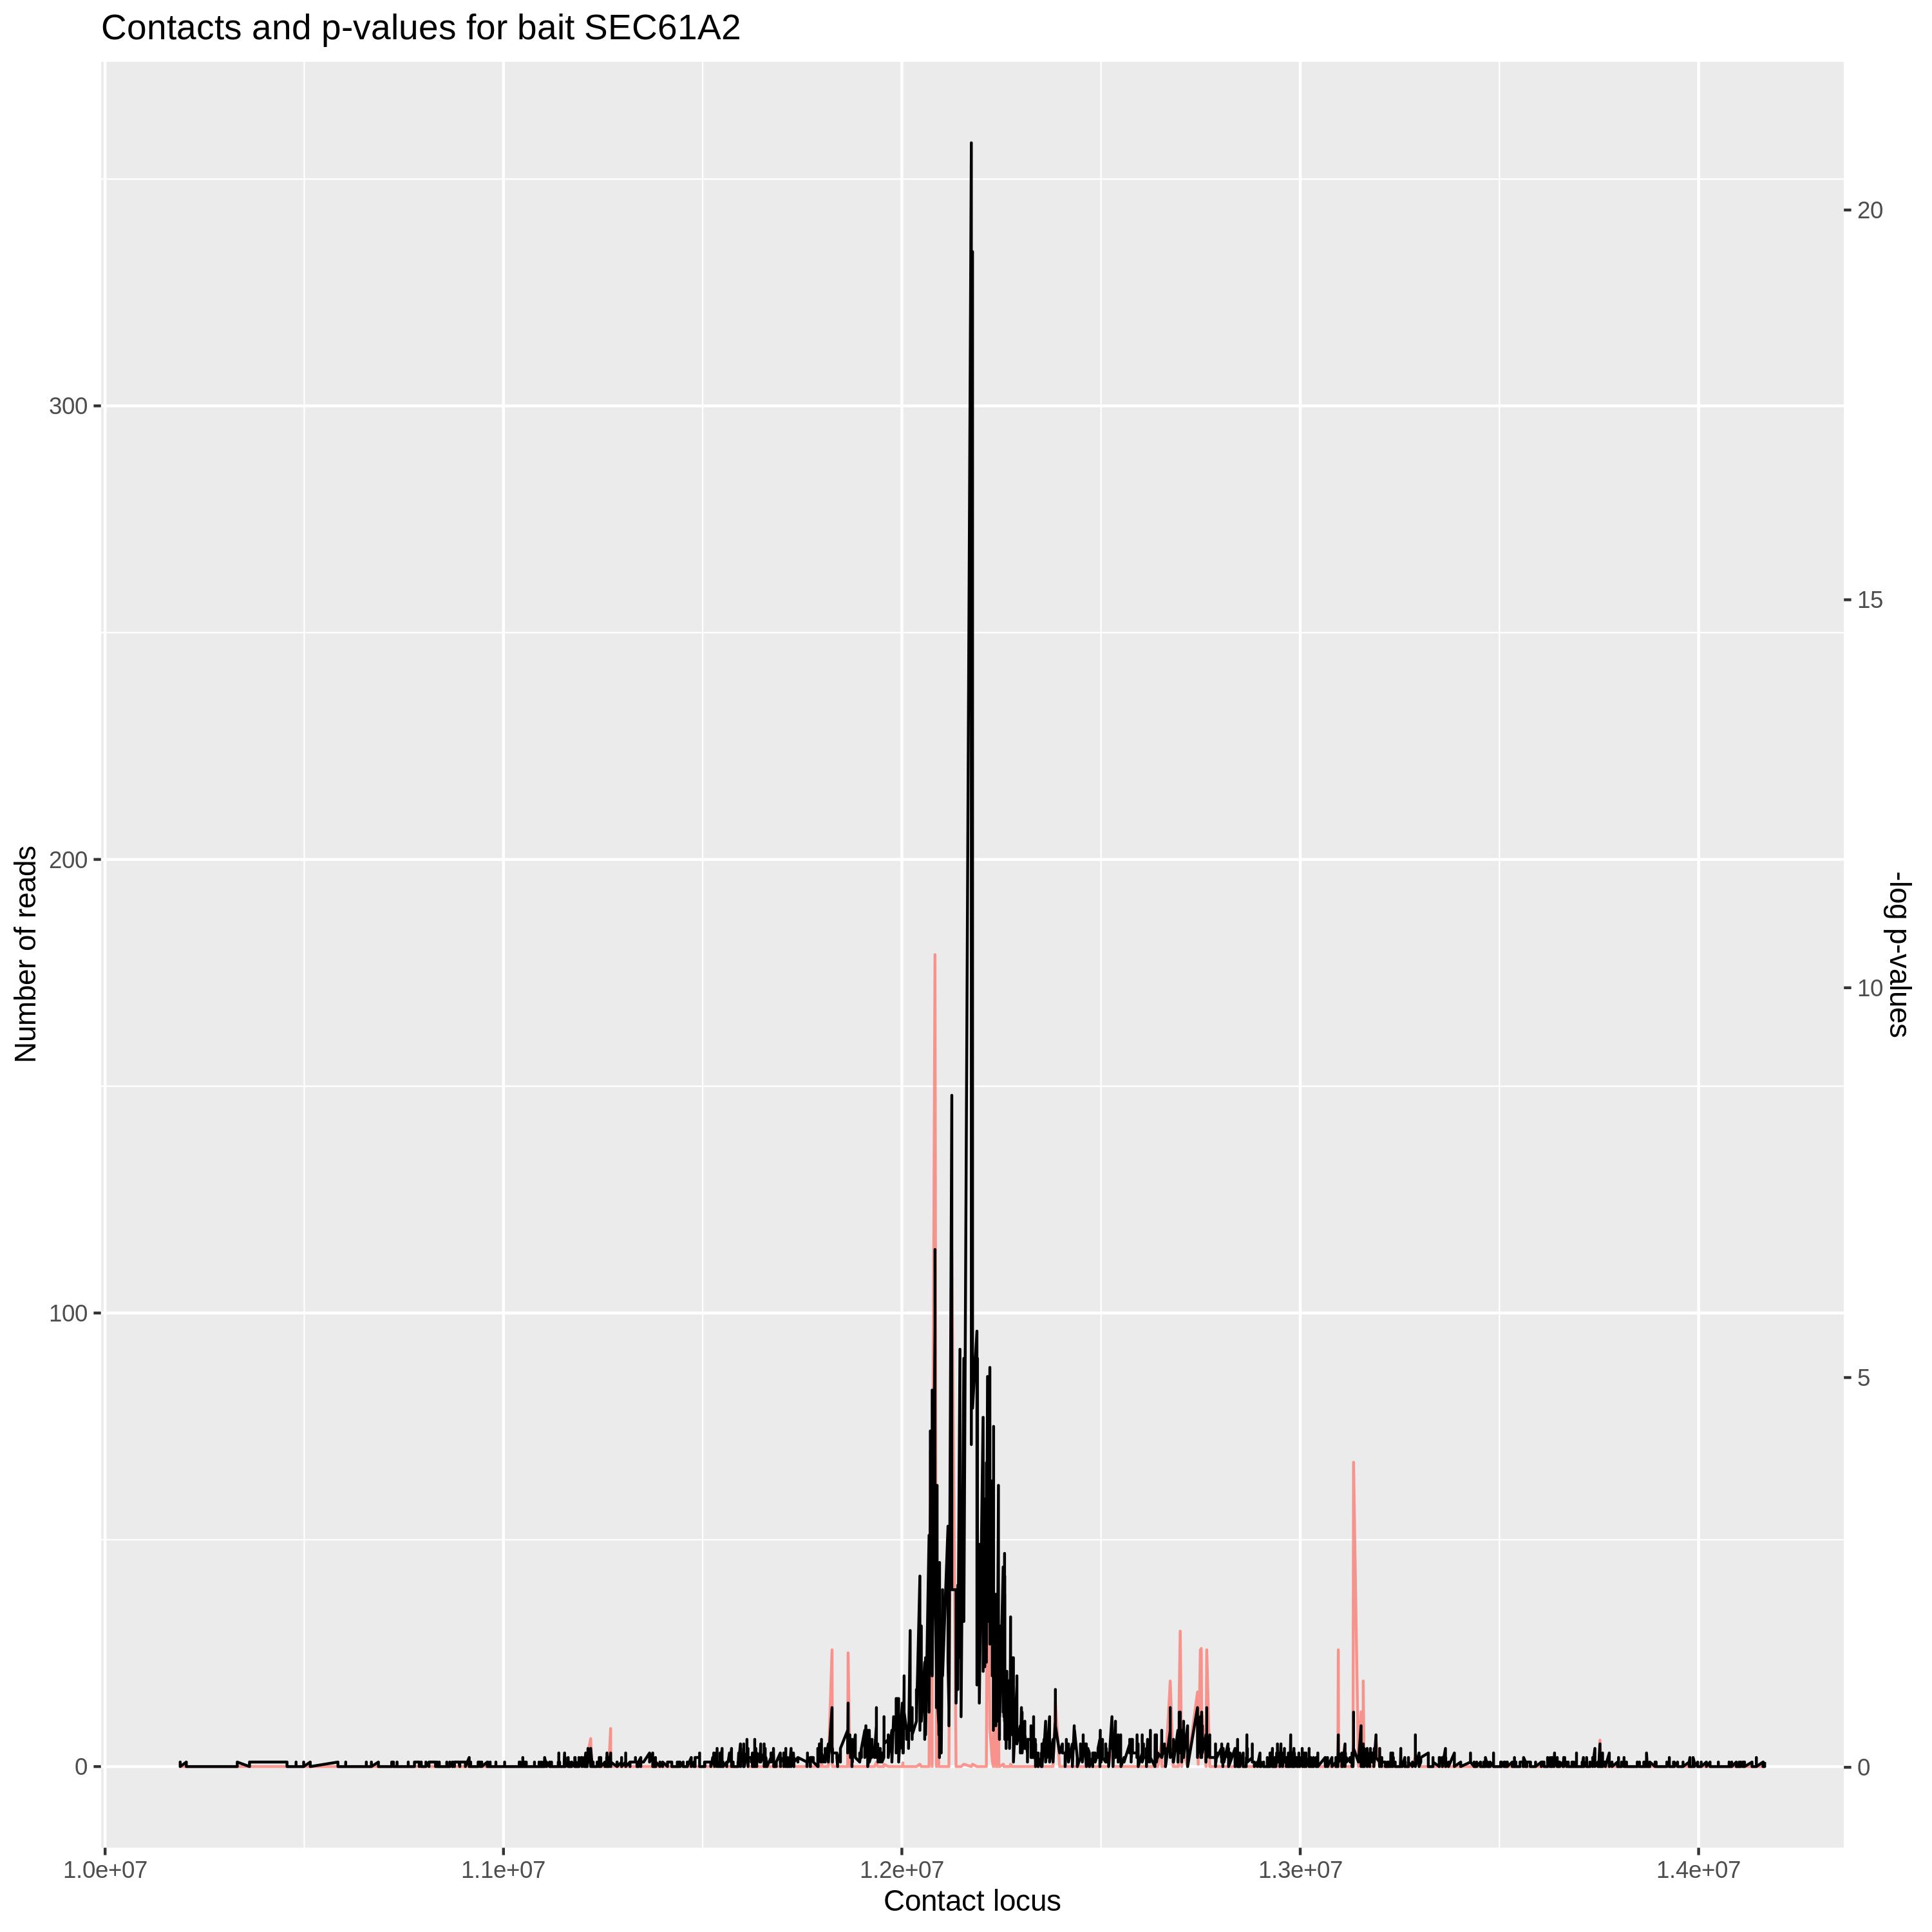 Contacts and p-values for bait SEC61A2
Number of reads
300
200
100
0
20
15
10
5
0
-log p-values
1.0e+07
1.1e+07
1.2e+07
1.3e+07
1.4e+07
Contact locus